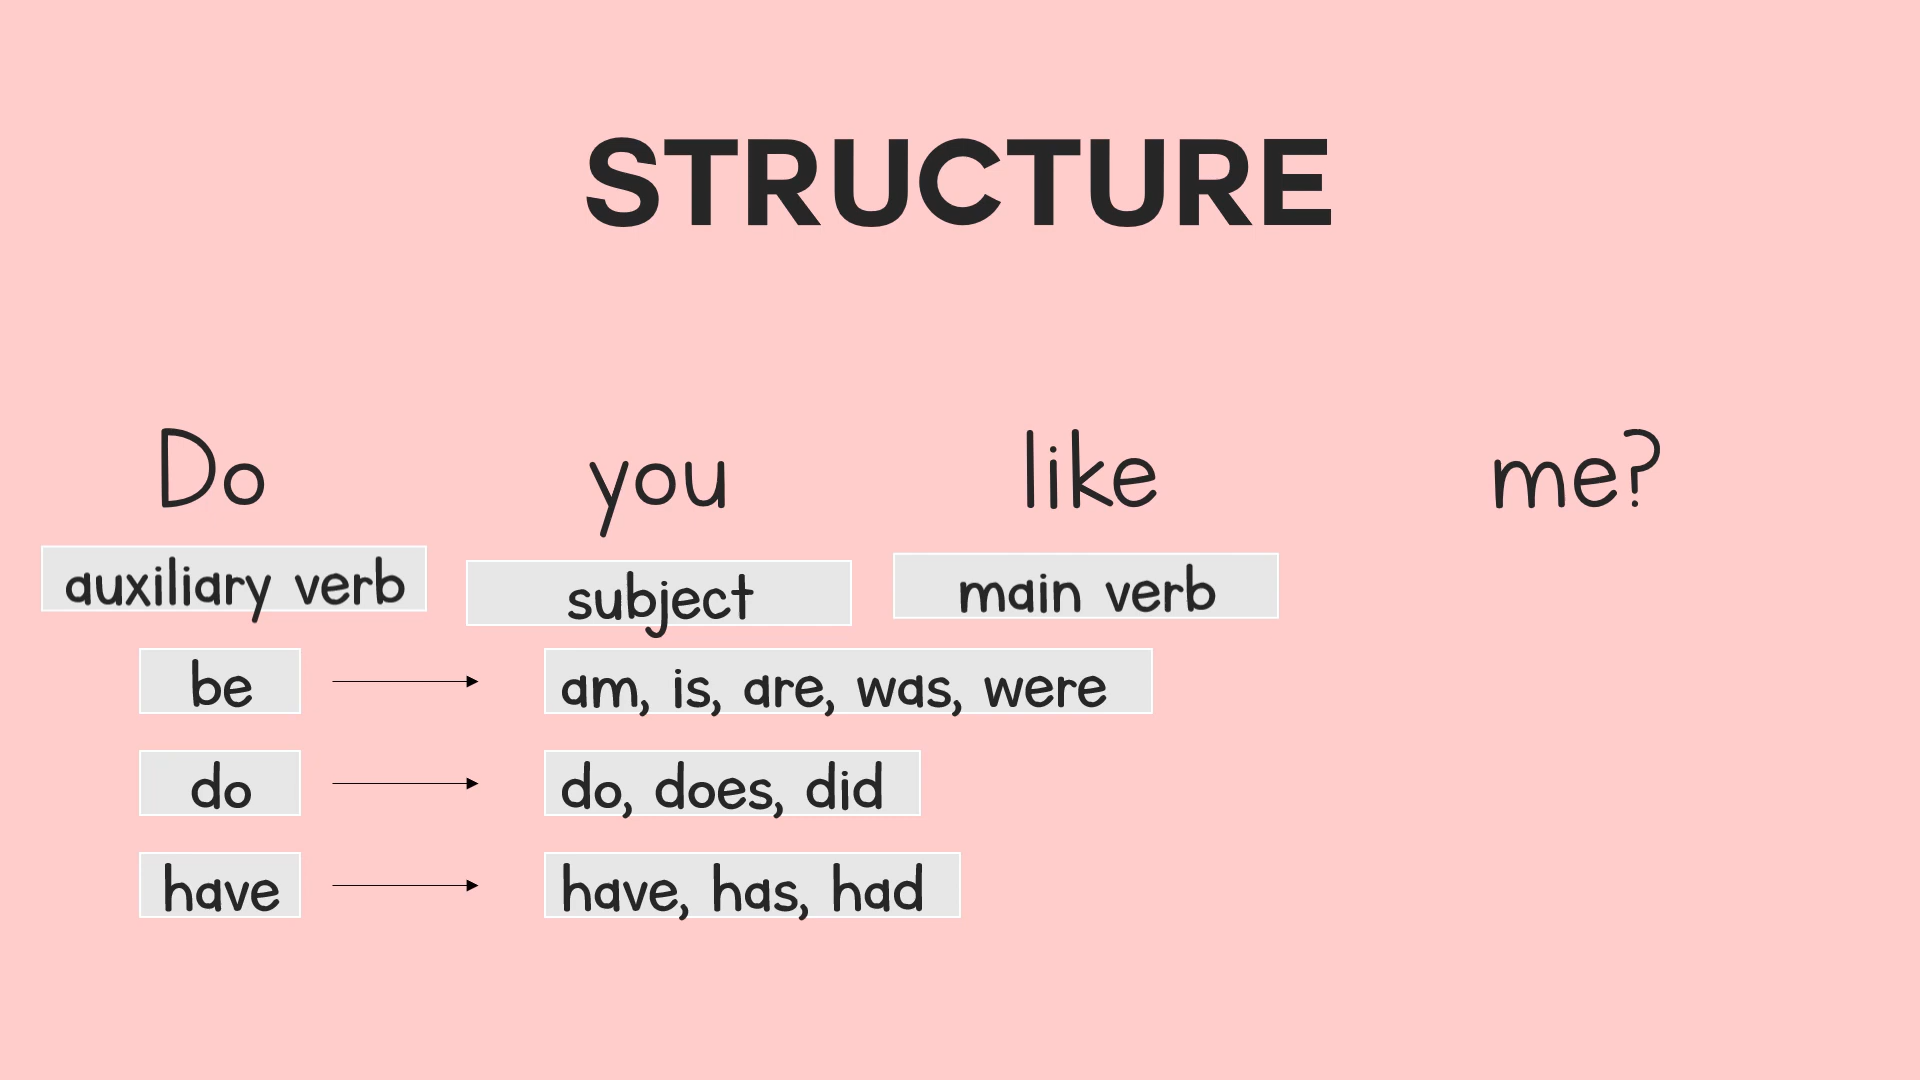 STRUCTURE
Do you like me?
auxiliary verb subject main verb
be am, is, are, was, were
do do, does, did
have have, has, had